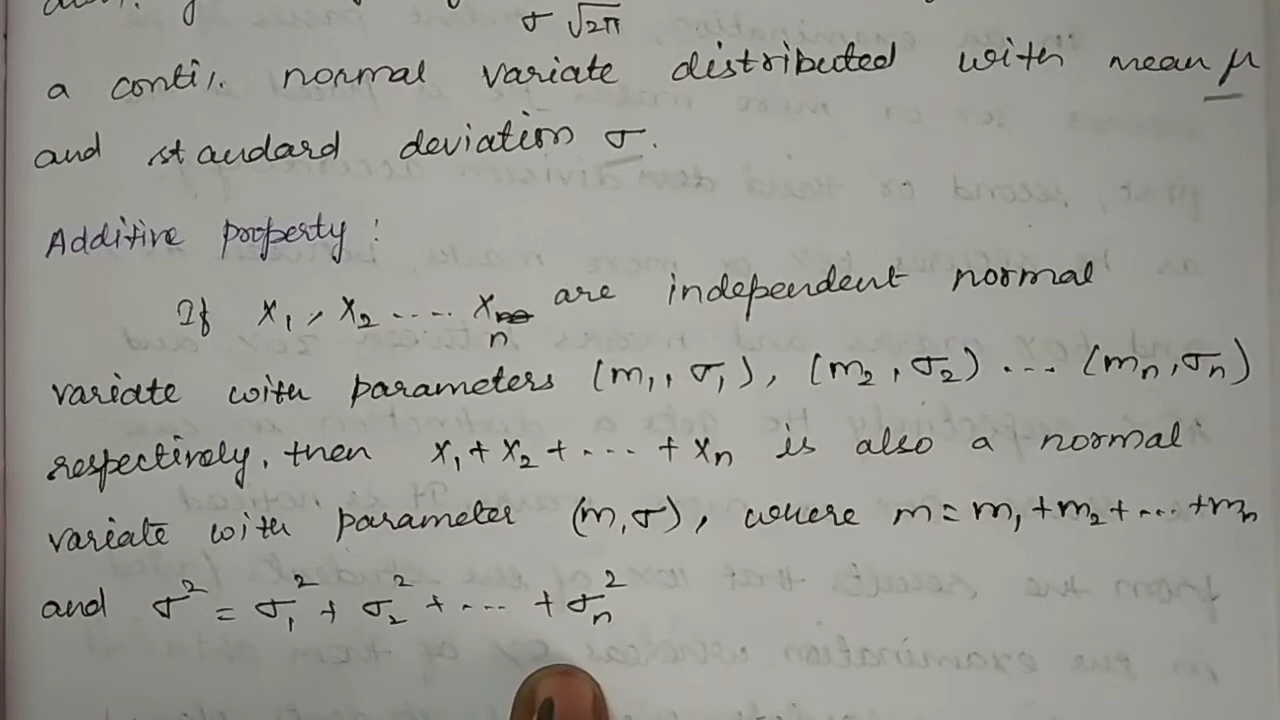 σ √2π
a conti/. normal variate distributed with mean μ
and standard deviation σ.
Additive property :
If x₁, x₂ .... xₙ are independent normal
variate with parameters (m₁, σ₁), (m₂, σ₂) ... (mₙ, σₙ)
respectively, then x₁ + x₂ + .... + xₙ is also a normal
variate with parameter (m, σ), where m = m₁ + m₂ + ... + mₙ
and σ² = σ₁² + σ₂² + .... + σₙ²